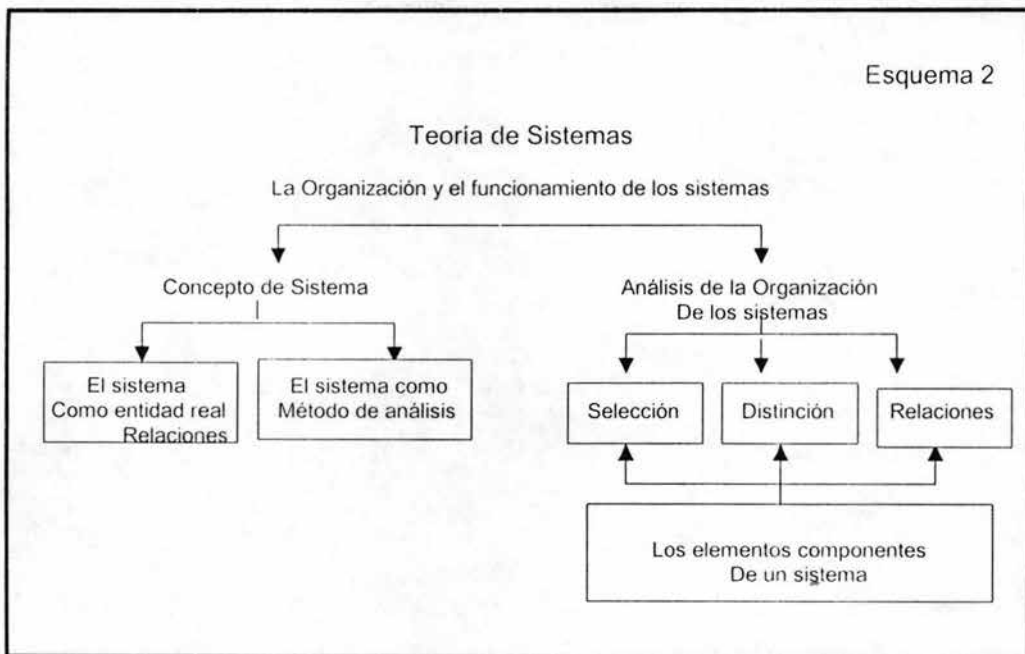 Esquema 2
Teoría de Sistemas
La Organización y el funcionamiento de los sistemas
Concepto de Sistema
Análisis de la Organización
De los sistemas
El sistema
Como entidad real
Relaciones
El sistema como
Método de análisis
Selección
Distinción
Relaciones
Los elementos componentes
De un sistema